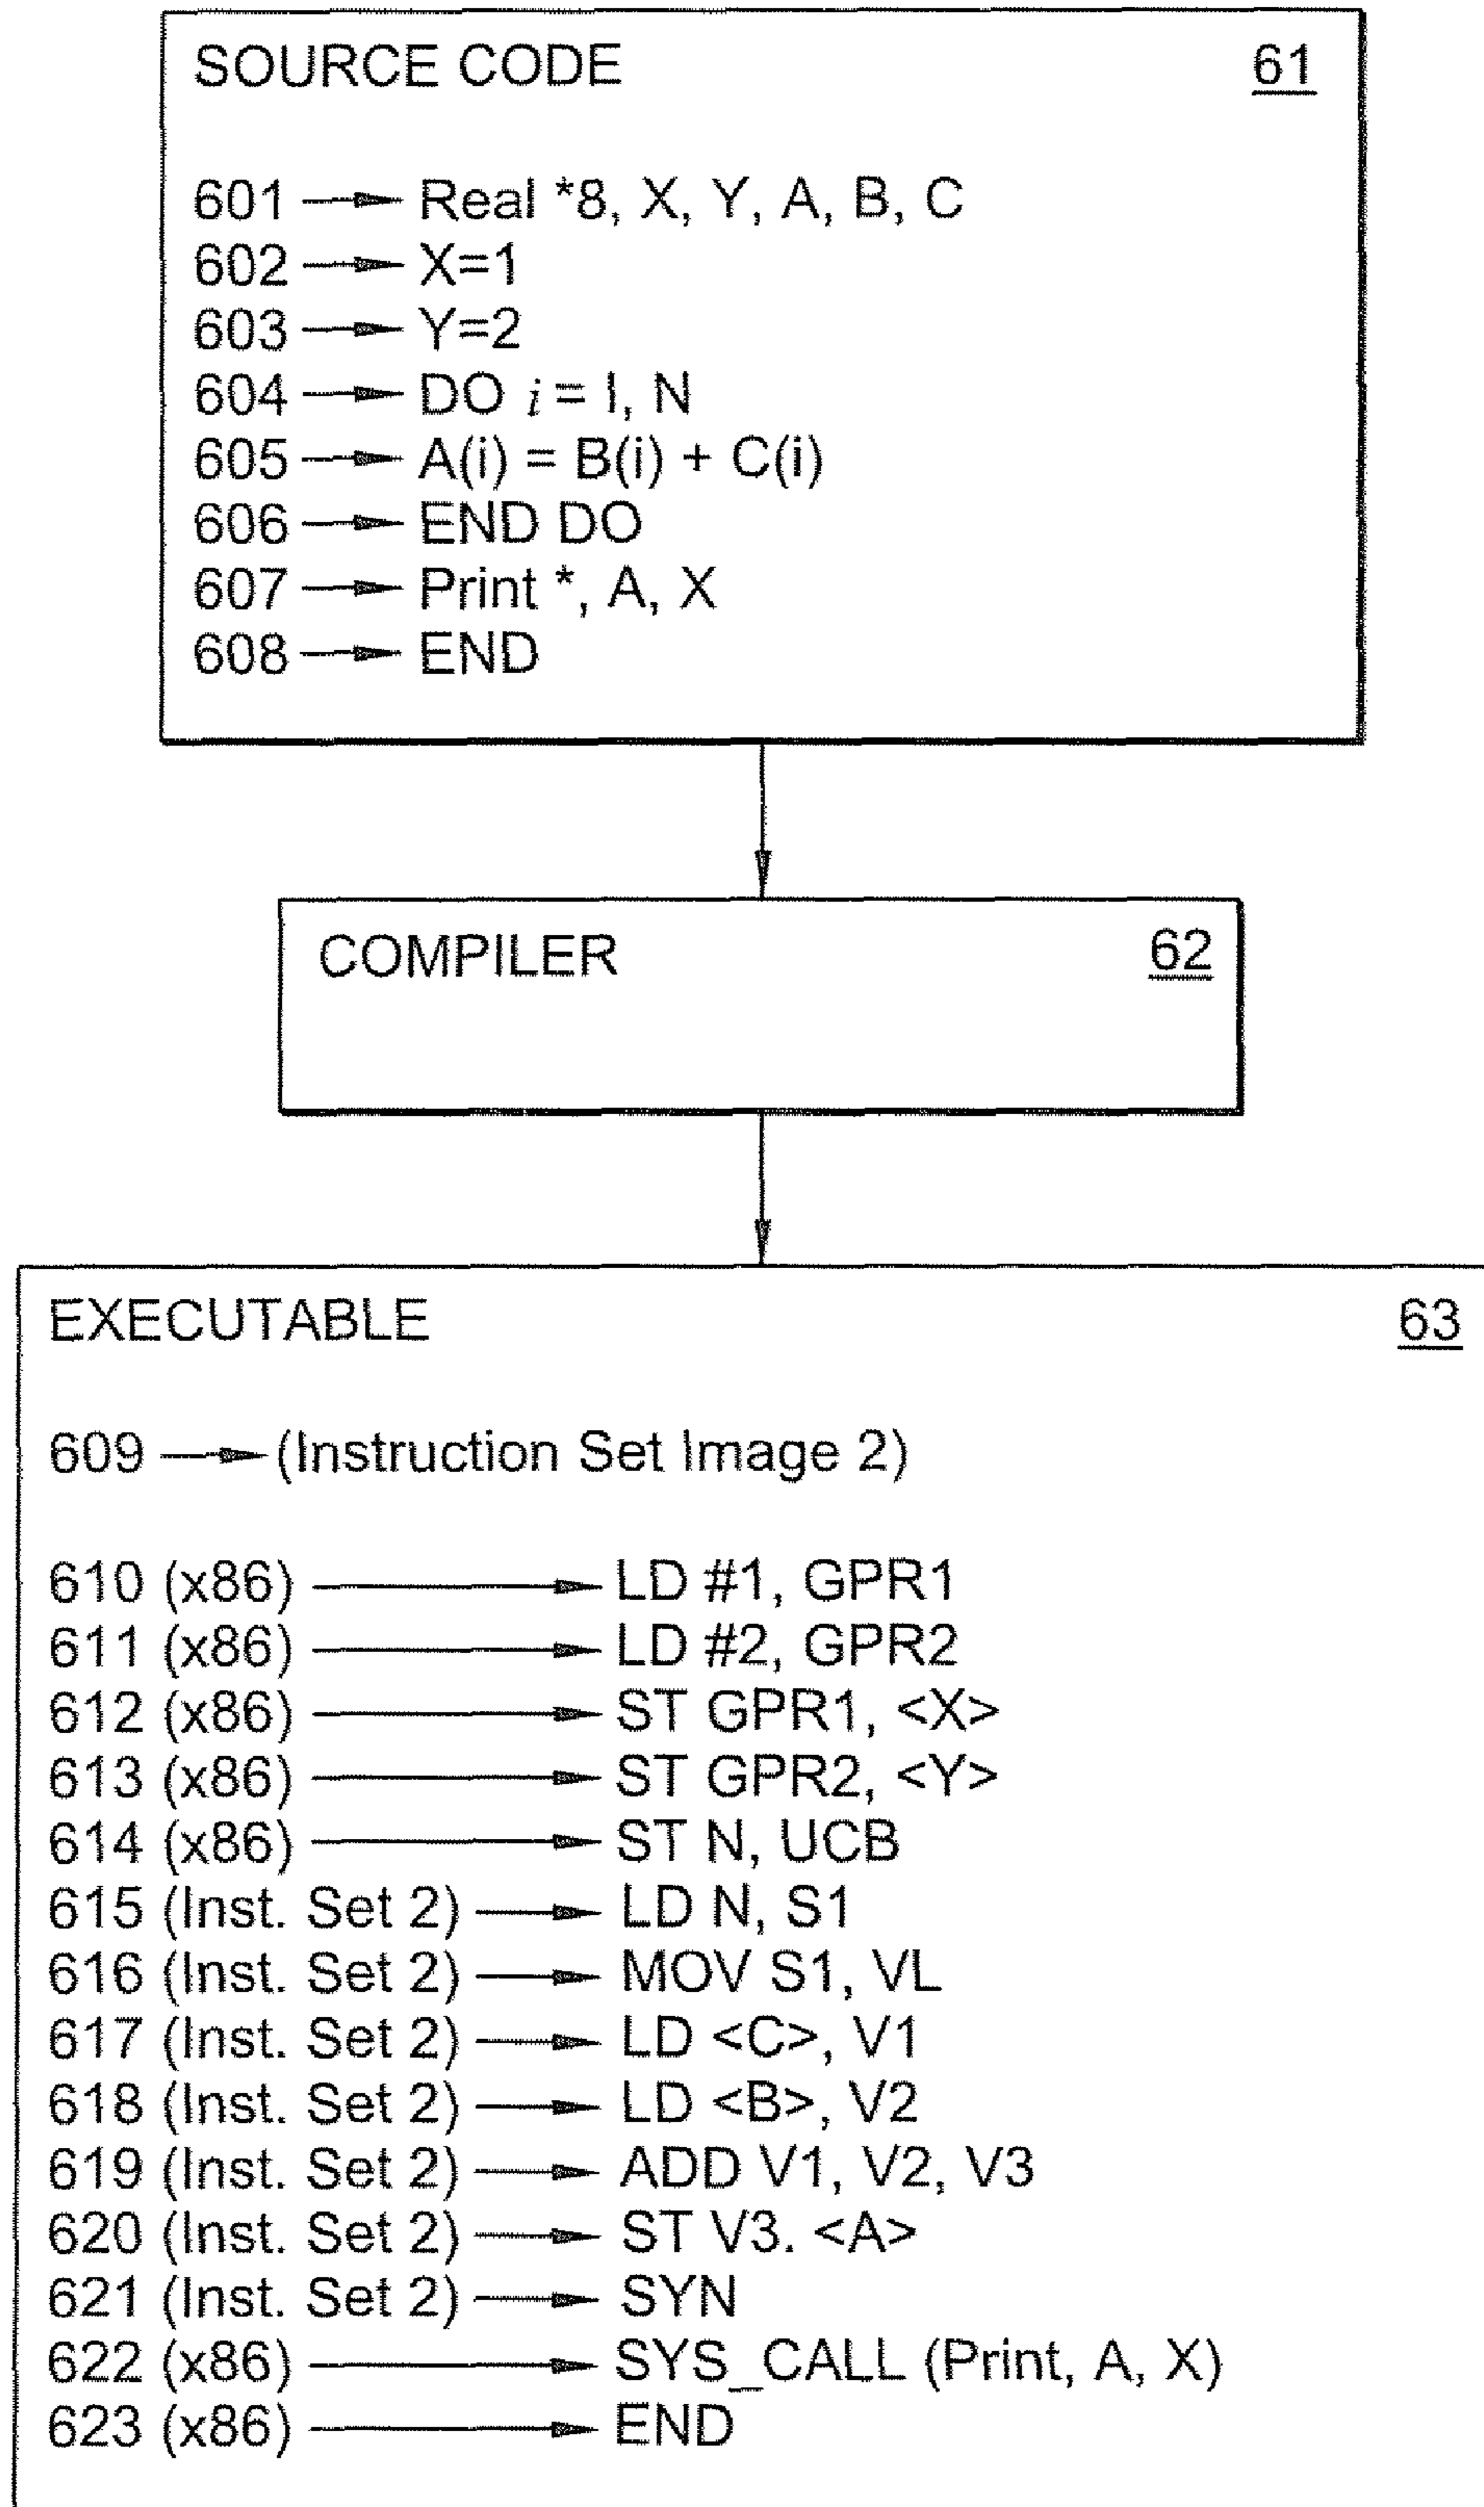 SOURCE CODE 61
601 → Real *8, X, Y, A, B, C
602 → X=1
603 → Y=2
604 → DO i = I, N
605 → A(i) = B(i) + C(i)
606 → END DO
607 → Print *, A, X
608 → END
COMPILER 62
EXECUTABLE 63
609 → (Instruction Set Image 2)
610 (x86) → LD #1, GPR1
611 (x86) → LD #2, GPR2
612 (x86) → ST GPR1, <X>
613 (x86) → ST GPR2, <Y>
614 (x86) → ST N, UCB
615 (Inst. Set 2) → LD N, S1
616 (Inst. Set 2) → MOV S1, VL
617 (Inst. Set 2) → LD <C>, V1
618 (Inst. Set 2) → LD <B>, V2
619 (Inst. Set 2) → ADD V1, V2, V3
620 (Inst. Set 2) → ST V3. <A>
621 (Inst. Set 2) → SYN
622 (x86) → SYS_CALL (Print, A, X)
623 (x86) → END